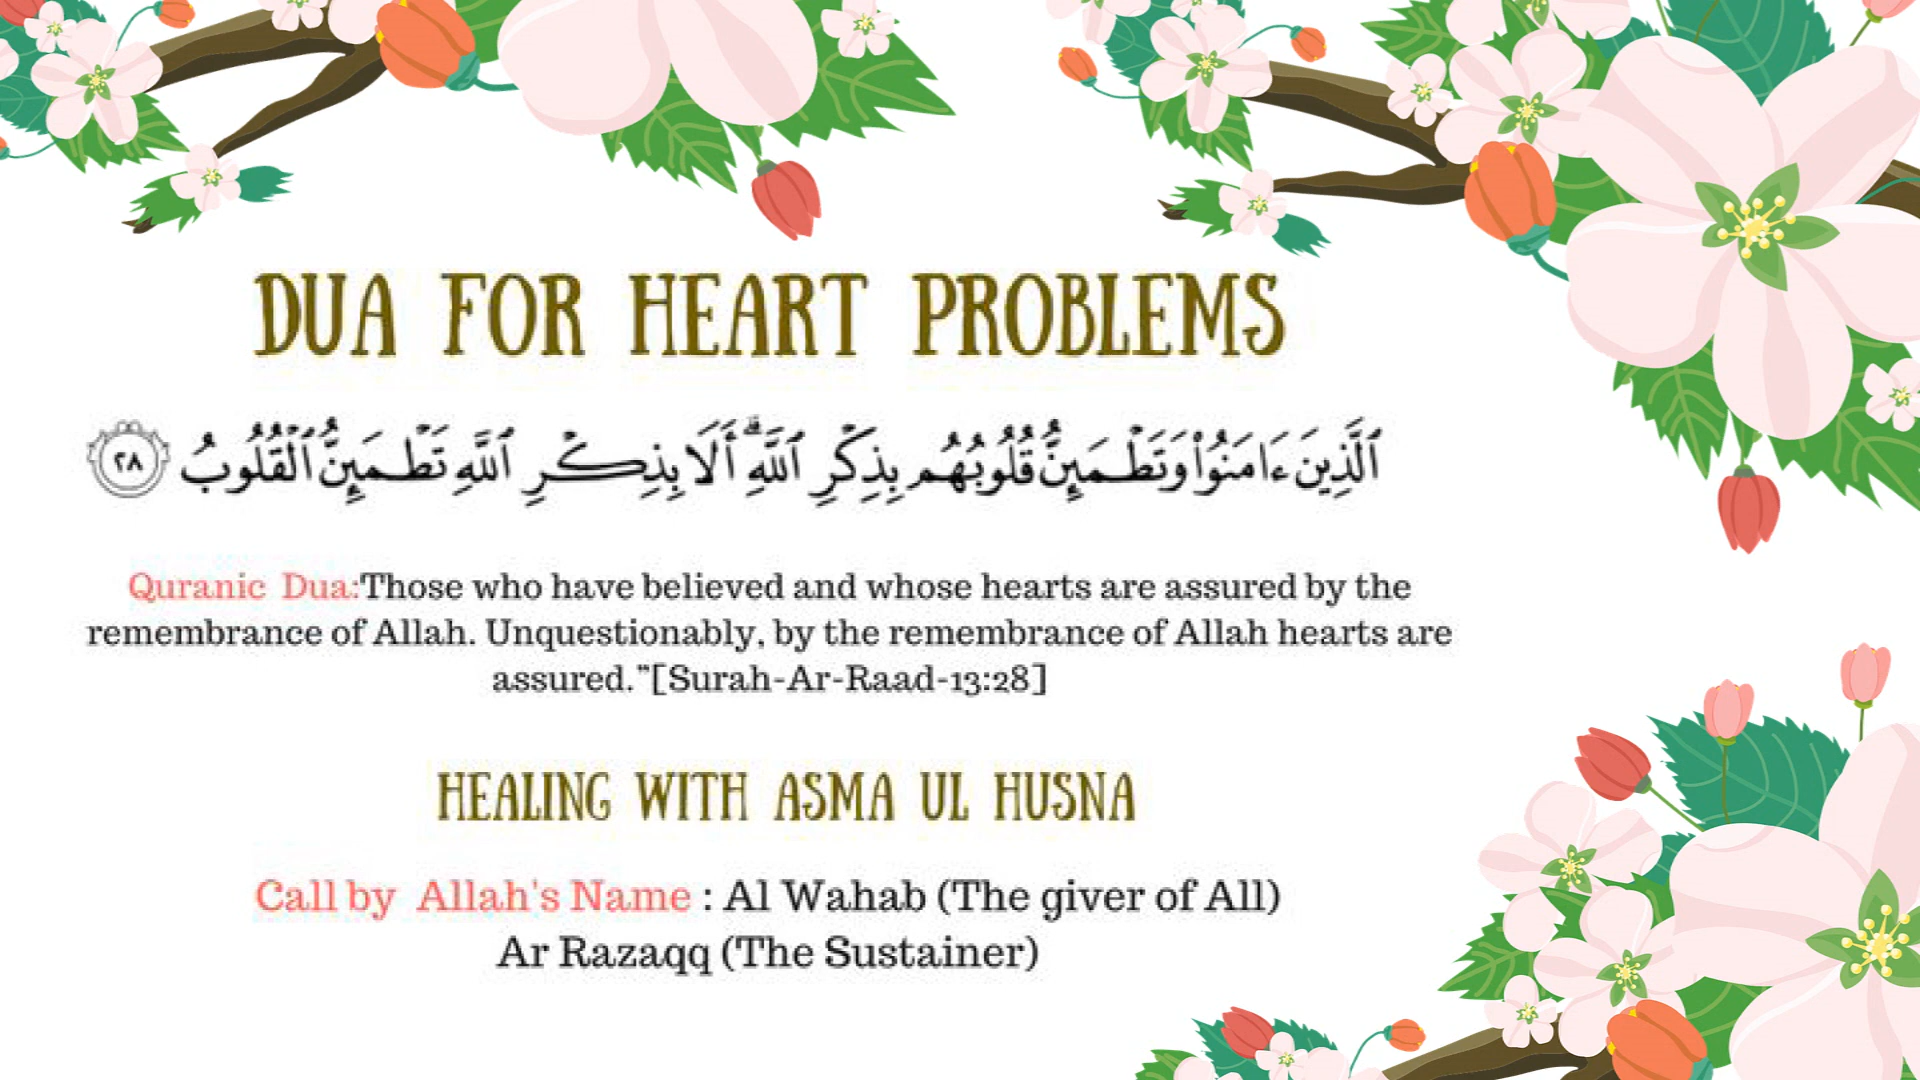 DUA FOR HEART PROBLEMS
ٱلَّذِينَ ءَامَنُوا۟ وَتَطْمَئِنُّ قُلُوبُهُم بِذِكْرِ ٱللَّهِ ۗ أَلَا بِذِكْرِ ٱللَّهِ تَطْمَئِنُّ ٱلْقُلُوبُ ٢٨
Quranic Dua:Those who have believed and whose hearts are assured by the
remembrance of Allah. Unquestionably, by the remembrance of Allah hearts are
assured."[Surah-Ar-Raad-13:28]
HEALING WITH ASMA UL HUSNA
Call by Allah's Name : Al Wahab (The giver of All)
Ar Razaqq (The Sustainer)